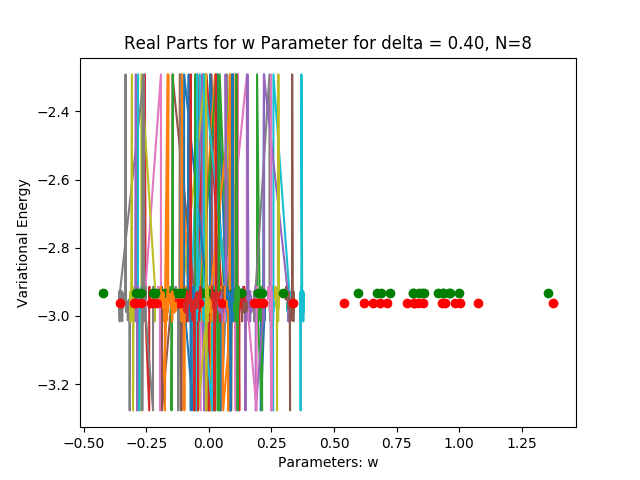 Real Parts for w Parameter for delta = 0.40, N=8
Variational Energy
−2.4
−2.6
−2.8
−3.0
−3.2
−0.50 −0.25 0.00 0.25 0.50 0.75 1.00 1.25
Parameters: w